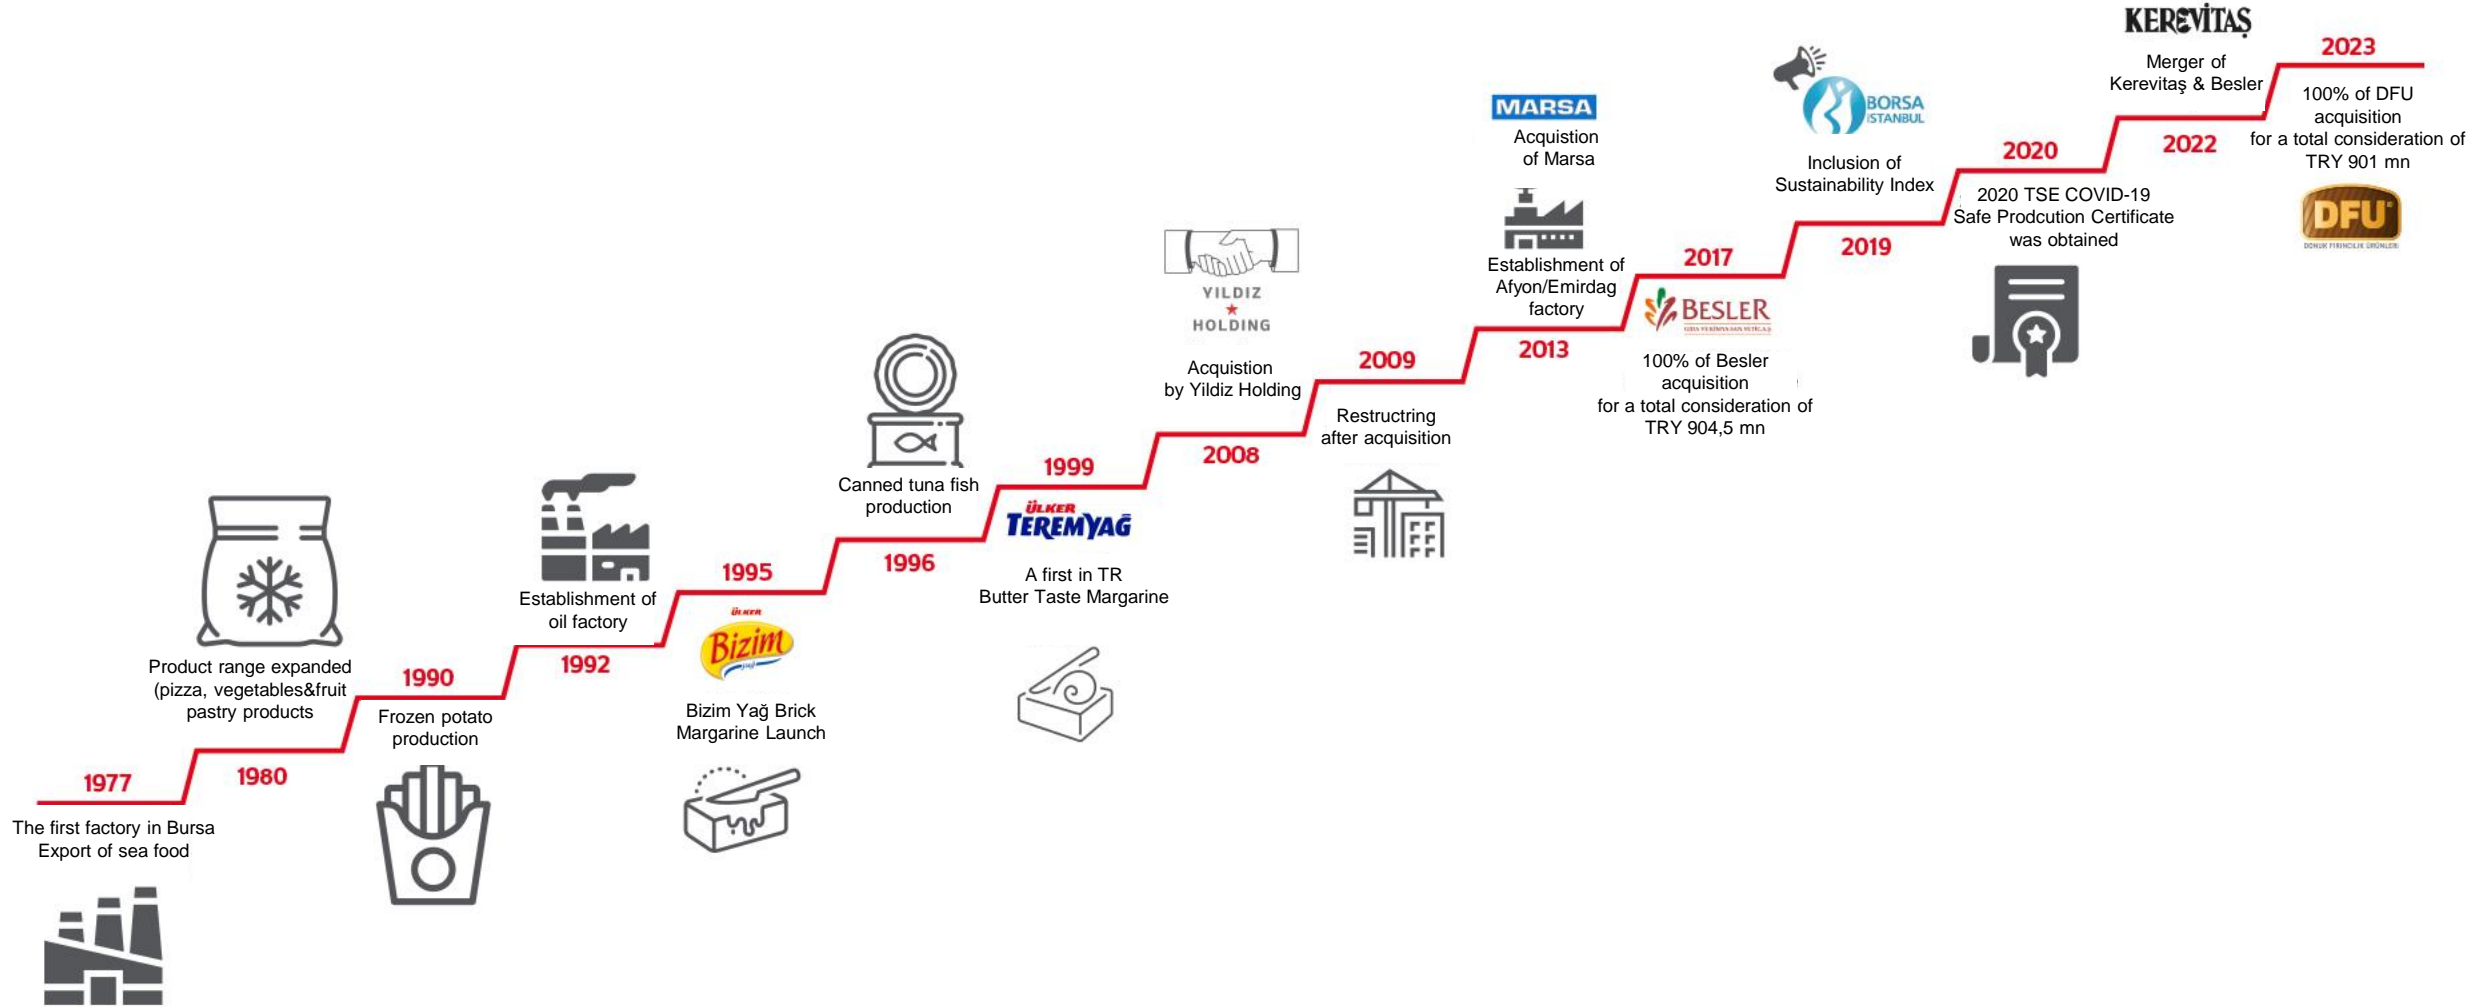 1977
The first factory in Bursa
Export of sea food
Product range expanded
(pizza, vegetables&fruit
pastry products
1980
1990
Frozen potato
production
Establishment of
oil factory
1992
1995
ÜLKER
Bizim
yağ
Bizim Yağ Brick
Margarine Launch
Canned tuna fish
production
1996
1999
ÜLKER
TEREMYAĞ
A first in TR
Butter Taste Margarine
YILDIZ
HOLDING
Acquistion
by Yildiz Holding
2008
2009
Restructring
after acquisition
MARSA
Acquistion
of Marsa
Establishment of
Afyon/Emirdag
factory
2013
2017
BESLER
100% of Besler
acquisition
for a total consideration of
TRY 904,5 mn
BORSA
İSTANBUL
Inclusion of
Sustainability Index
2019
2020
2020 TSE COVID-19
Safe Prodcution Certificate
was obtained
KEREVİTAŞ
Merger of
Kerevitaş & Besler
2022
2023
100% of DFU
acquisition
for a total consideration of
TRY 901 mn
DFU
DONUK FIRINCILIK ÜRÜNLERİ